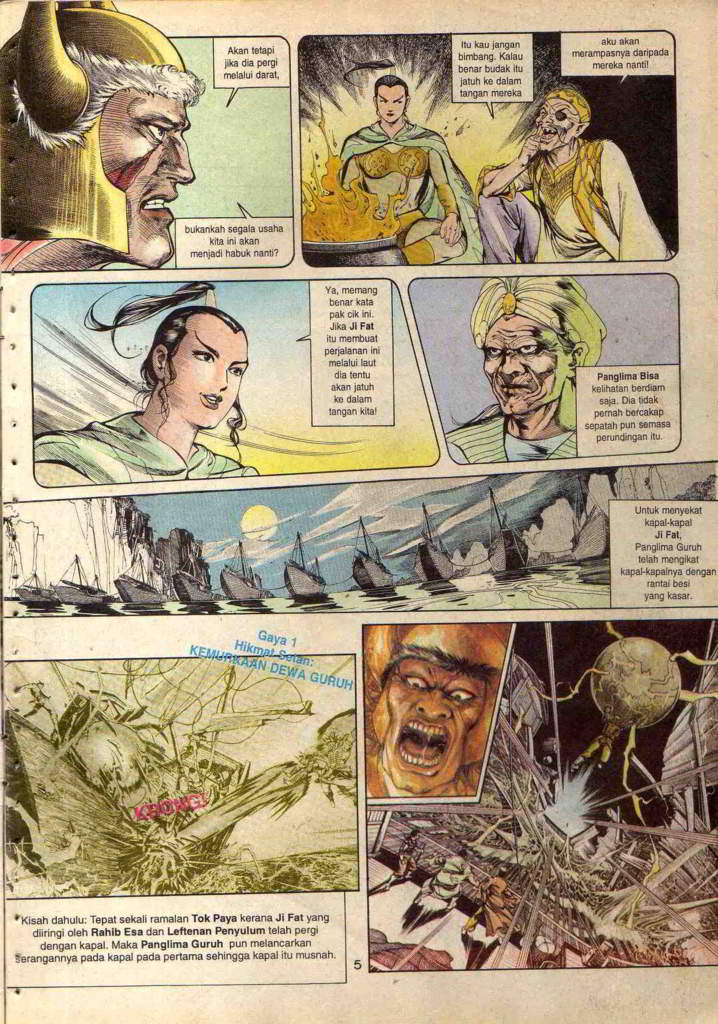 Akan tetapi
jika dia pergi
melalui darat,
bukankah segala usaha
kita ini akan
menjadi habuk nanti?
Itu kau jangan
bimbang. Kalau
benar budak itu
jatuh ke dalam
tangan mereka
aku akan
merampasnya daripada
mereka nanti!
Ya, memang
benar kata
pak cik ini.
Jika Ji Fat
itu membuat
perjalanan ini
melalui laut
dia tentu
akan jatuh
ke dalam
tangan kita!
Panglima Bisa
kelihatan berdiam
saja. Dia tidak
pernah bercakap
sepatah pun semasa
perundingan itu.
Untuk menyekat
kapal-kapal
Ji Fat,
Panglima Guruh
telah mengikat
kapal-kapalnya dengan
rantai besi
yang kasar.
Gaya 1
Hikmat Setan:
KEMURKAAN DEWA GURUH
KBONG!
Kisah dahulu: Tepat sekali ramalan Tok Paya kerana Ji Fat yang
diiringi oleh Rahib Esa dan Leftenan Penyulum telah pergi
dengan kapal. Maka Panglima Guruh pun melancarkan
serangannya pada kapal pada pertama sehingga kapal itu musnah.
5